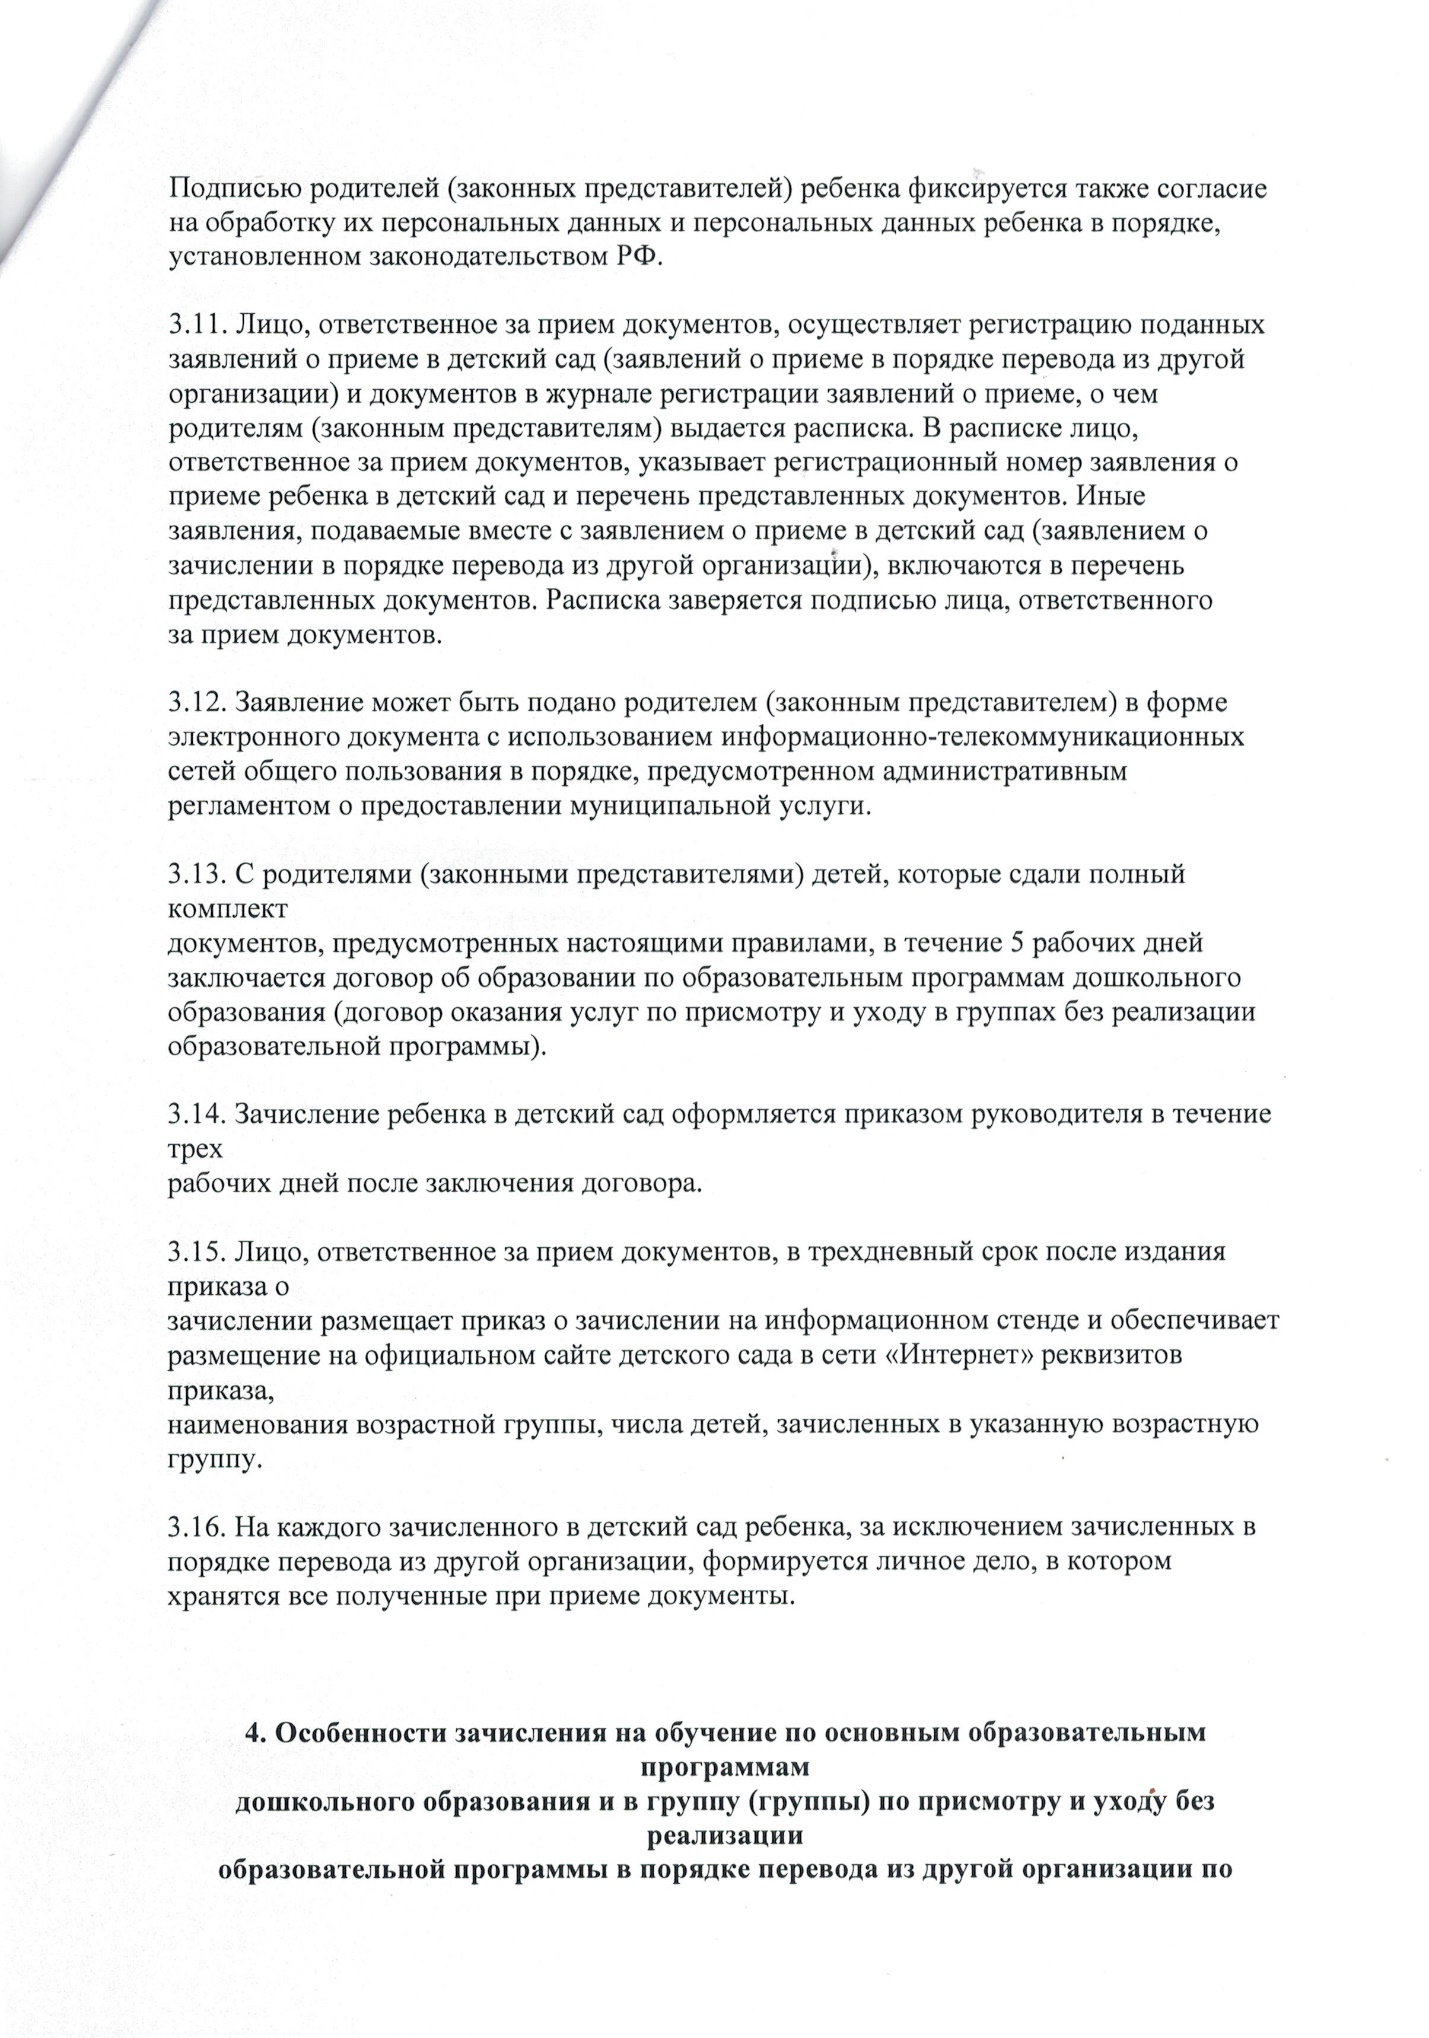 Подписью родителей (законных представителей) ребенка фиксируется также согласие
на обработку их персональных данных и персональных данных ребенка в порядке,
установленном законодательством РФ.
3.11. Лицо, ответственное за прием документов, осуществляет регистрацию поданных
заявлений о приеме в детский сад (заявлений о приеме в порядке перевода из другой
организации) и документов в журнале регистрации заявлений о приеме, о чем
родителям (законным представителям) выдается расписка. В расписке лицо,
ответственное за прием документов, указывает регистрационный номер заявления о
приеме ребенка в детский сад и перечень представленных документов. Иные
заявления, подаваемые вместе с заявлением о приеме в детский сад (заявлением о
зачислении в порядке перевода из другой организации), включаются в перечень
представленных документов. Расписка заверяется подписью лица, ответственного
за прием документов.
3.12. Заявление может быть подано родителем (законным представителем) в форме
электронного документа с использованием информационно-телекоммуникационных
сетей общего пользования в порядке, предусмотренном административным
регламентом о предоставлении муниципальной услуги.
3.13. С родителями (законными представителями) детей, которые сдали полный
комплект
документов, предусмотренных настоящими правилами, в течение 5 рабочих дней
заключается договор об образовании по образовательным программам дошкольного
образования (договор оказания услуг по присмотру и уходу в группах без реализации
образовательной программы).
3.14. Зачисление ребенка в детский сад оформляется приказом руководителя в течение
трех
рабочих дней после заключения договора.
3.15. Лицо, ответственное за прием документов, в трехдневный срок после издания
приказа о
зачислении размещает приказ о зачислении на информационном стенде и обеспечивает
размещение на официальном сайте детского сада в сети «Интернет» реквизитов
приказа,
наименования возрастной группы, числа детей, зачисленных в указанную возрастную
группу.
3.16. На каждого зачисленного в детский сад ребенка, за исключением зачисленных в
порядке перевода из другой организации, формируется личное дело, в котором
хранятся все полученные при приеме документы.
4. Особенности зачисления на обучение по основным образовательным
программам
дошкольного образования и в группу (группы) по присмотру и уходу без
реализации
образовательной программы в порядке перевода из другой организации по